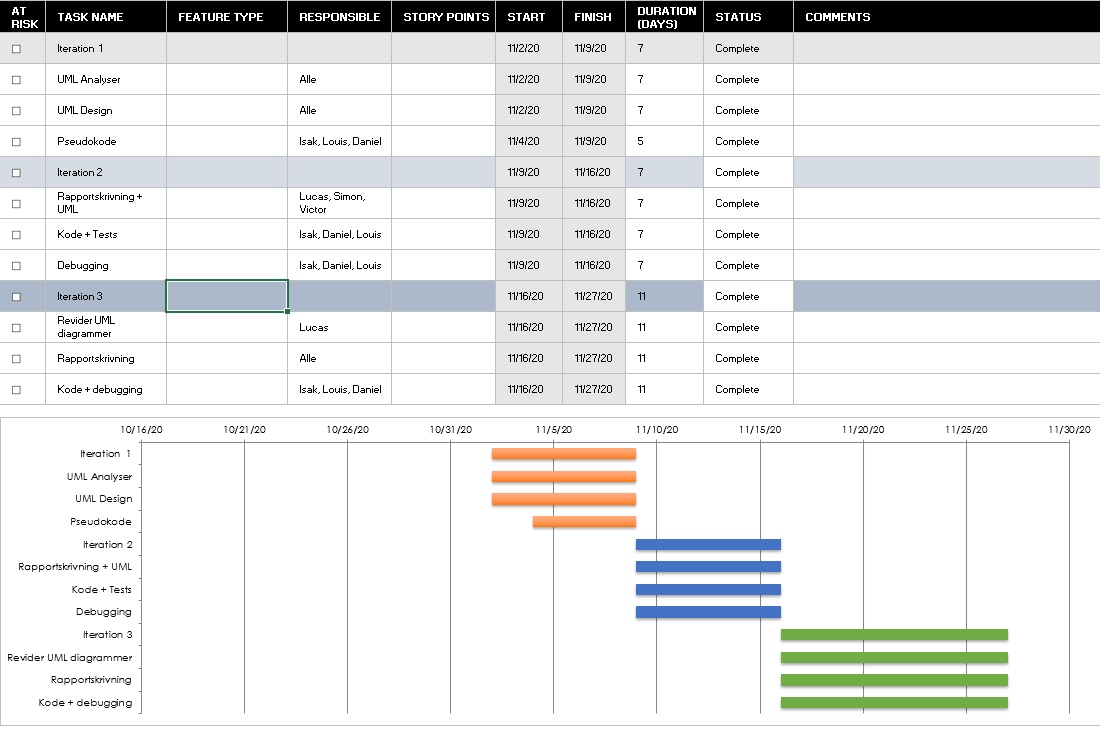 AT RISK TASK NAME FEATURE TYPE RESPONSIBLE STORY POINTS START FINISH DURATION (DAYS) STATUS COMMENTS
Iteration 1 11/2/20 11/9/20 7 Complete
UML Analyser Alle 11/2/20 11/9/20 7 Complete
UML Design Alle 11/2/20 11/9/20 7 Complete
Pseudokode Isak, Louis, Daniel 11/4/20 11/9/20 5 Complete
Iteration 2 11/9/20 11/16/20 7 Complete
Rapportskrivning + UML Lucas, Simon, Victor 11/9/20 11/16/20 7 Complete
Kode + Tests Isak, Daniel, Louis 11/9/20 11/16/20 7 Complete
Debugging Isak, Daniel, Louis 11/9/20 11/16/20 7 Complete
Iteration 3 11/16/20 11/27/20 11 Complete
Revider UML diagrammer Lucas 11/16/20 11/27/20 11 Complete
Rapportskrivning Alle 11/16/20 11/27/20 11 Complete
Kode + debugging Isak, Louis, Daniel 11/16/20 11/27/20 11 Complete
10/16/20 10/21/20 10/26/20 10/31/20 11/5/20 11/10/20 11/15/20 11/20/20 11/25/20 11/30/20
Iteration 1
UML Analyser
UML Design
Pseudokode
Iteration 2
Rapportskrivning + UML
Kode + Tests
Debugging
Iteration 3
Revider UML diagrammer
Rapportskrivning
Kode + debugging